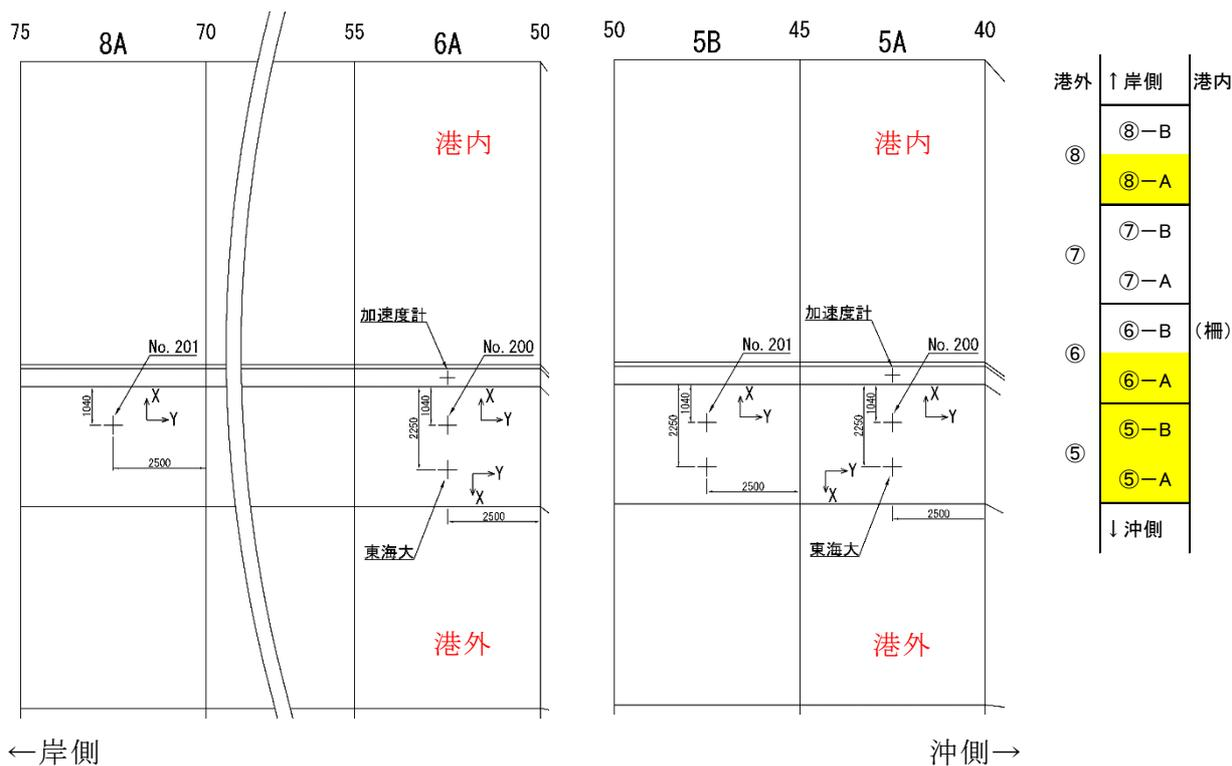 75
8A
70
55
6A
50
港内
加速度計
No. 201
No. 200
1040
X
Y
1040
2250
X
Y
2500
Y
X
2500
東海大
港外
←岸側
50
5B
45
5A
40
港内
加速度計
No. 201
No. 200
1040
2250
X
Y
1040
2250
X
Y
2500
Y
X
2500
東海大
港外
沖側→
港外 ↑岸側 港内
⑧
⑧－B
⑧－A
⑦
⑦－B
⑦－A
⑥
⑥－B (柵)
⑥－A
⑤
⑤－B
⑤－A
↓沖側